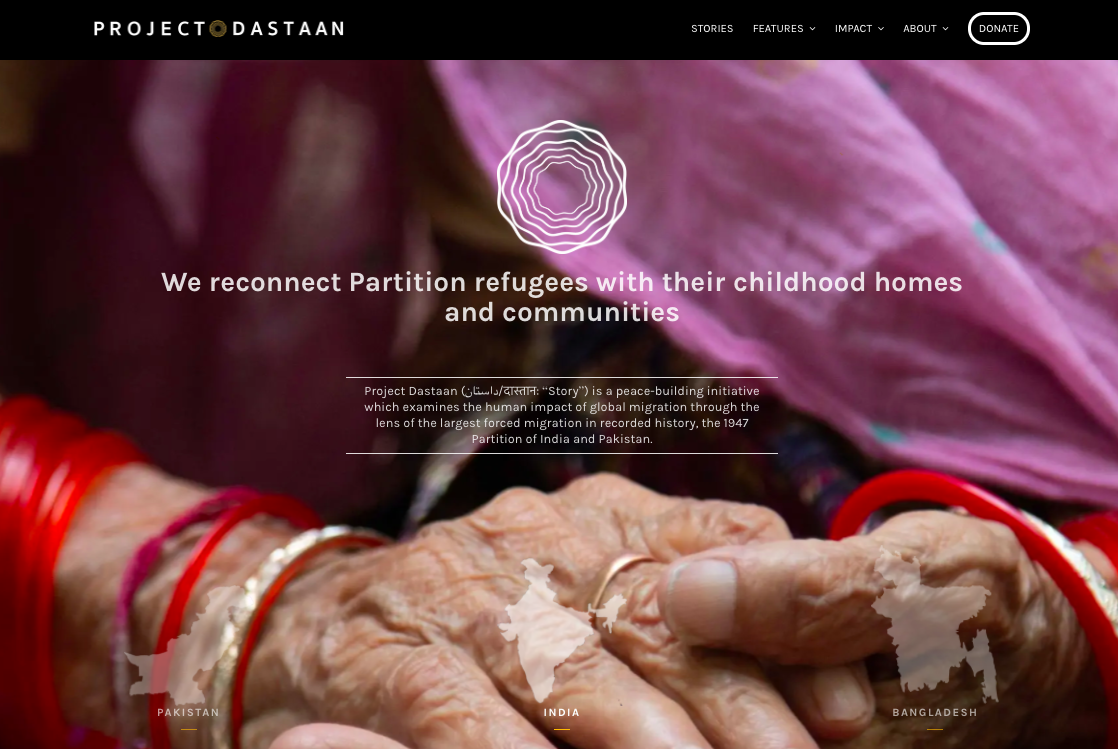 PROJECT DASTAAN
STORIES FEATURES IMPACT ABOUT DONATE
We reconnect Partition refugees with their childhood homes
and communities
Project Dastaan (داستان/दास्तान: “Story”) is a peace-building initiative
which examines the human impact of global migration through the
lens of the largest forced migration in recorded history, the 1947
Partition of India and Pakistan.
PAKISTAN INDIA BANGLADESH